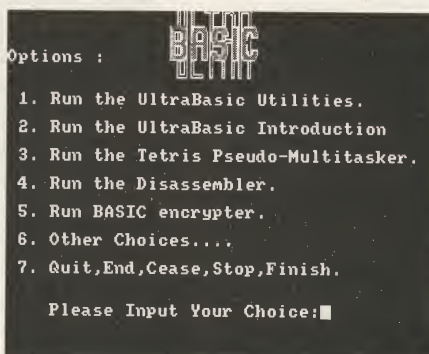 ULTRA
BASIC
Options :
1. Run the UltraBasic Utilities.
2. Run the UltraBasic Introduction
3. Run the Tetris Pseudo-Multitasker.
4. Run the Disassembler.
5. Run BASIC encrypter.
6. Other Choices....
7. Quit,End,Cease,Stop,Finish.
Please Input Your Choice: